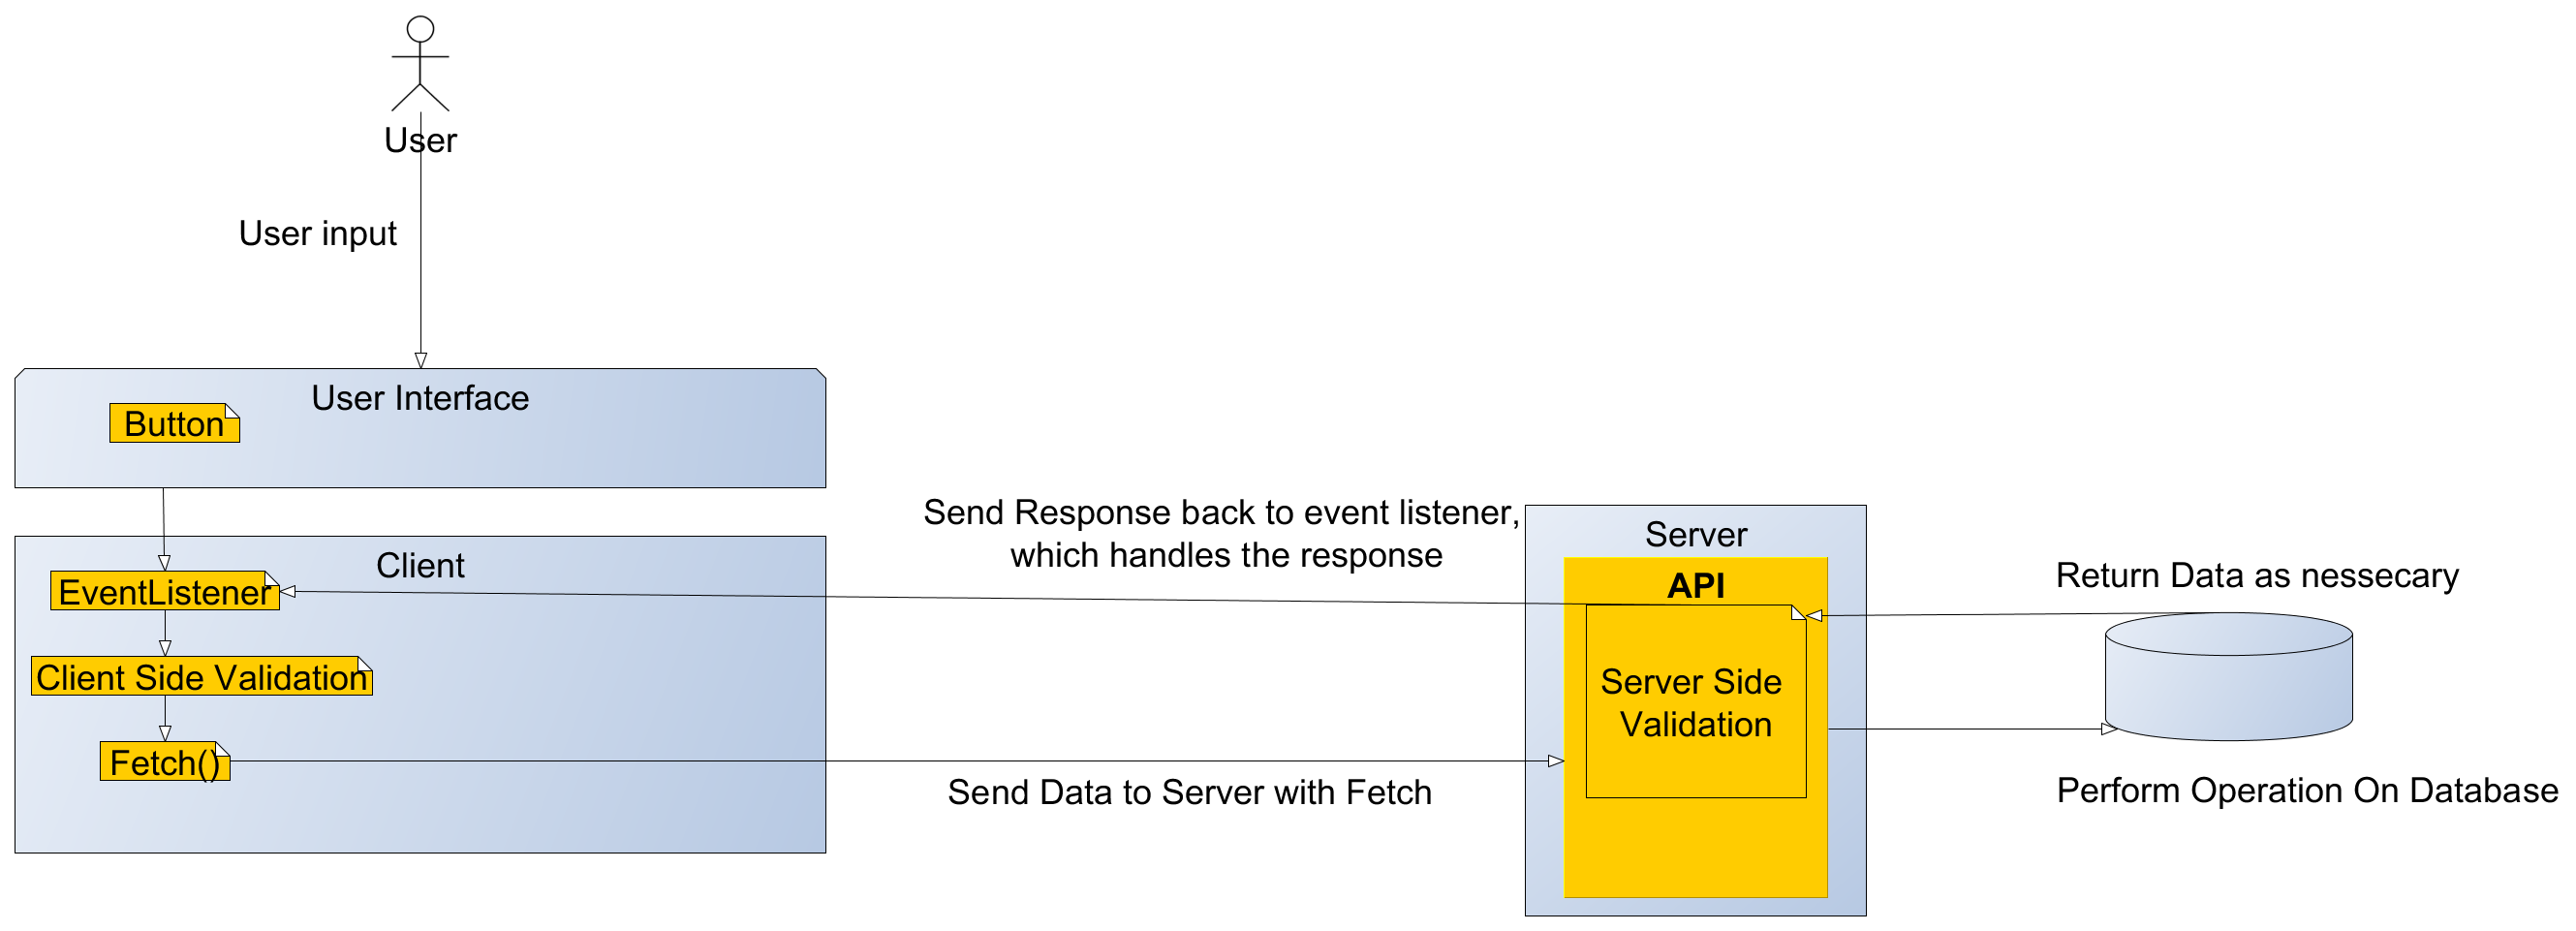 User
User input
User Interface
Button
Client
EventListener
Client Side Validation
Fetch()
Send Response back to event listener,
which handles the response
Send Data to Server with Fetch
Server
API
Server Side
Validation
Return Data as nessecary
Perform Operation On Database